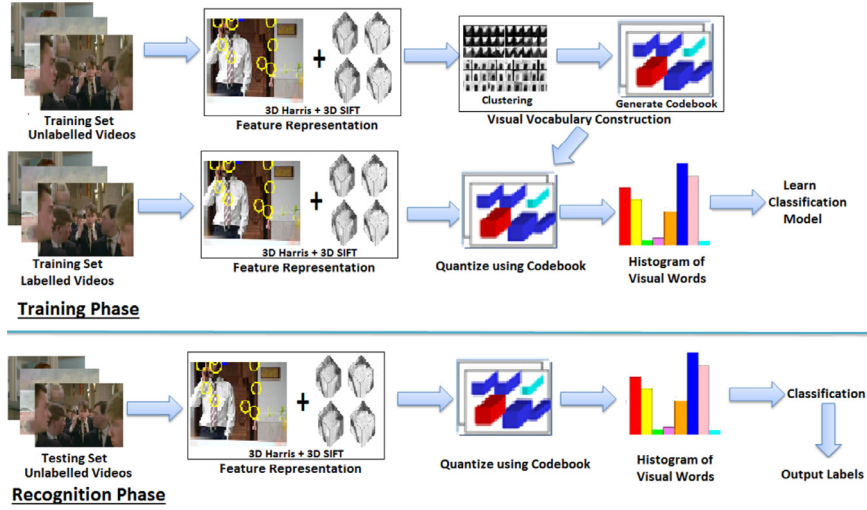 +
3D Harris + 3D SIFT
Clustering
Generate Codebook
Training Set
Unlabelled Videos
Feature Representation
Visual Vocabulary Construction
+
3D Harris + 3D SIFT
Training Set
Labelled Videos
Feature Representation
Quantize using Codebook
Histogram of
Visual Words
Learn
Classification
Model
Training Phase
+
3D Harris + 3D SIFT
Testing Set
Unlabelled Videos
Feature Representation
Quantize using Codebook
Histogram of
Visual Words
Classification
Output Labels
Recognition Phase